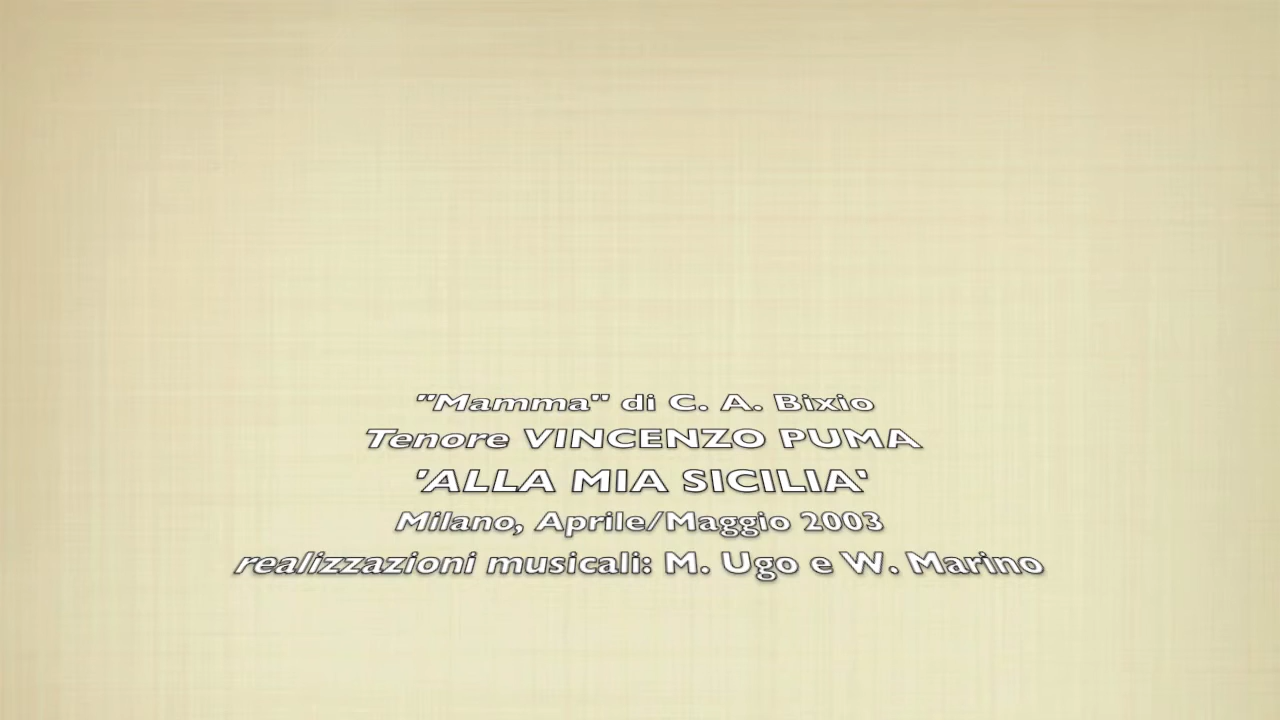 "Mamma" di C. A. Bixio
Tenore VINCENZO PUMA
'ALLA MIA SICILIA'
Milano, Aprile/Maggio 2003
realizzazioni musicali: M. Ugo e W. Marino